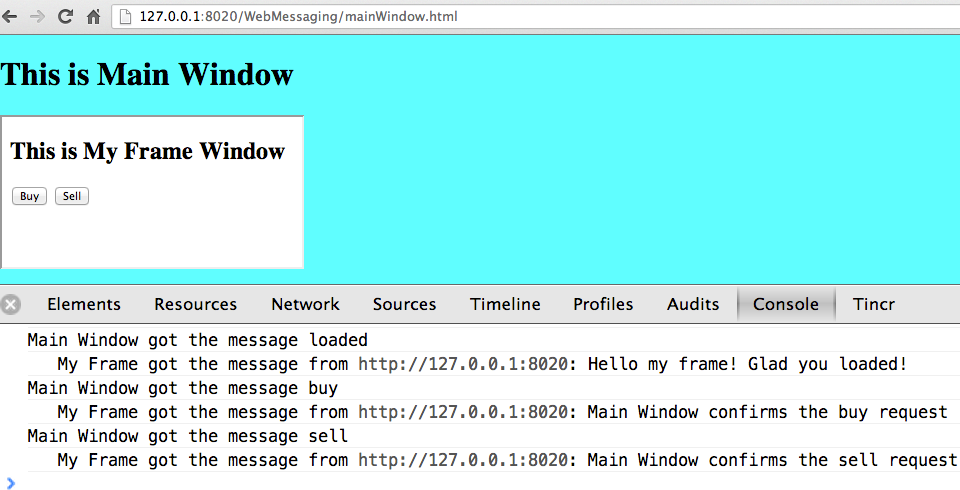 127.0.0.1:8020/WebMessaging/mainWindow.html
This is Main Window
This is My Frame Window
Buy Sell
Elements Resources Network Sources Timeline Profiles Audits Console Tincr
Main Window got the message loaded
My Frame got the message from http://127.0.0.1:8020: Hello my frame! Glad you loaded!
Main Window got the message buy
My Frame got the message from http://127.0.0.1:8020: Main Window confirms the buy request
Main Window got the message sell
My Frame got the message from http://127.0.0.1:8020: Main Window confirms the sell request